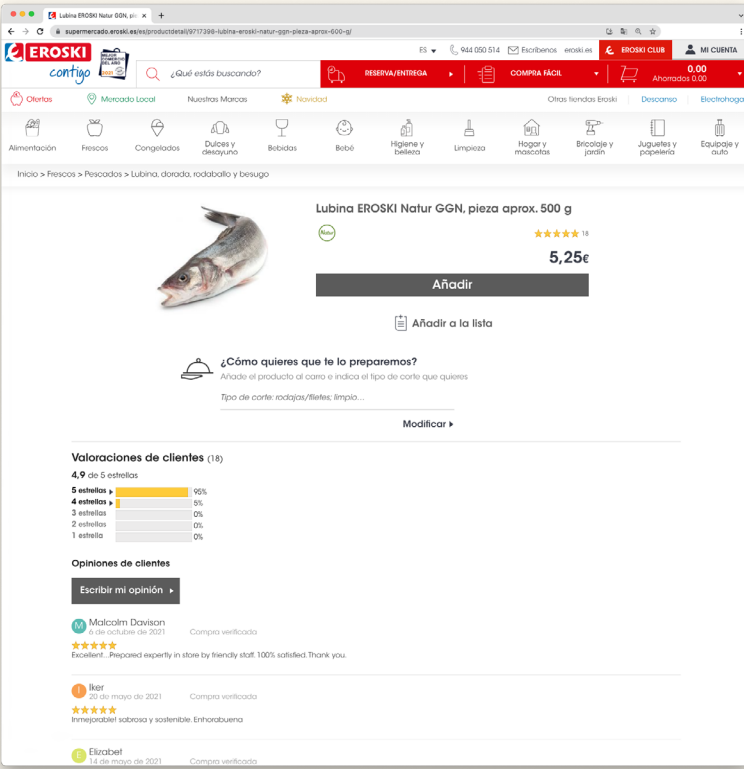 Lubina EROSKI Natur GGN, pie
supermercado.eroski.es/es/productdetail/9717398-lubina-eroski-natur-ggn-pieza-aprox-600-g/
EROSKI
contigo
MEJOR COMERCIO DEL AÑO 2021
¿Qué estás buscando?
ES
944 050 514
Escríbenos
eroski.es
EROSKI CLUB
MI CUENTA
RESERVA/ENTREGA
COMPRA FÁCIL
0,00
Ahorrados 0.00
Ofertas
Mercado Local
Nuestras Marcas
Navidad
Otras tiendas Eroski
Descanso
Electrohoga
Alimentación
Frescos
Congelados
Dulces y desayuno
Bebidas
Bebé
Higiene y belleza
Limpieza
Hogar y mascotas
Bricolaje y jardín
Juguetes y papelería
Equipaje y auto
Inicio > Frescos > Pescados > Lubina, dorada, rodaballo y besugo
Lubina EROSKI Natur GGN, pieza aprox. 500 g
Natur
18
5,25€
Añadir
Añadir a la lista
¿Cómo quieres que te lo preparemos?
Añade el producto al carro e indica el tipo de corte que quieres
Tipo de corte: rodajas/filetes; limpio...
Modificar
Valoraciones de clientes (18)
4,9 de 5 estrellas
5 estrellas 95%
4 estrellas 5%
3 estrellas 0%
2 estrellas 0%
1 estrella 0%
Opiniones de clientes
Escribir mi opinión
M Malcolm Davison
6 de octubre de 2021 Compra verificada
Excellent...Prepared expertly in store by friendly staff. 100% satisfied. Thank you.
I Iker
20 de mayo de 2021 Compra verificada
Inmejorable! sabrosa y sostenible. Enhorabuena
E Elizabet
14 de mayo de 2021 Compra verificada